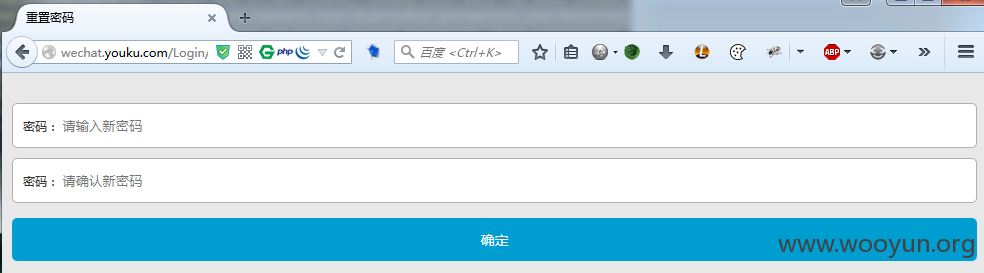 重置密码
wechat.youku.com/Login/
php
百度 <Ctrl+K>
ABP
密码： 请输入新密码
密码： 请确认新密码
确定
www.wooyun.org